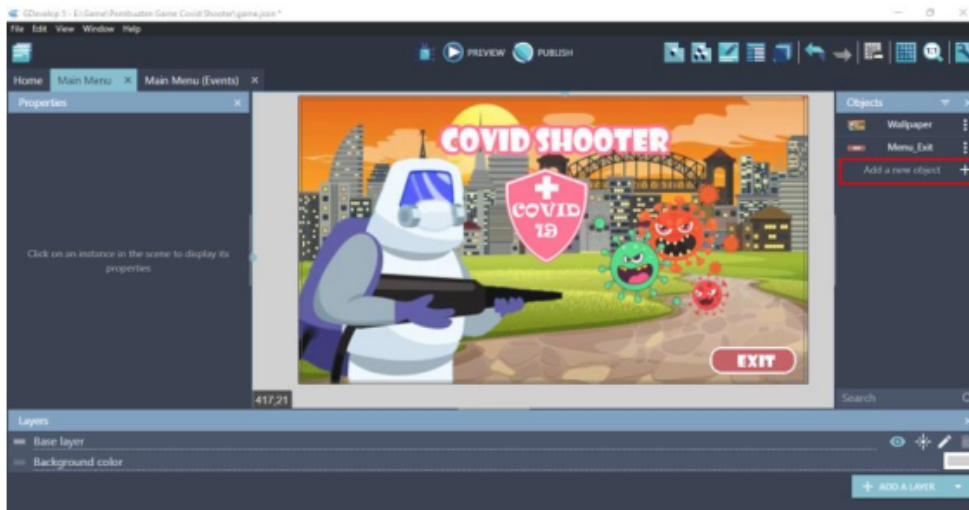 GDevelop 5 - E:\Game\Pembuatan Game Covid Shooter\game.json *
File Edit View Window Help
PREVIEW PUBLISH
Home Main Menu × Main Menu (Events) ×
Properties ×
Objects
Wallpaper
Menu_Exit
Add a new object +
Click on an instance in the scene to display its
properties
COVID SHOOTER
COVID
19
EXIT
417,21
Search
Layers
Base layer
Background color
+ ADD A LAYER